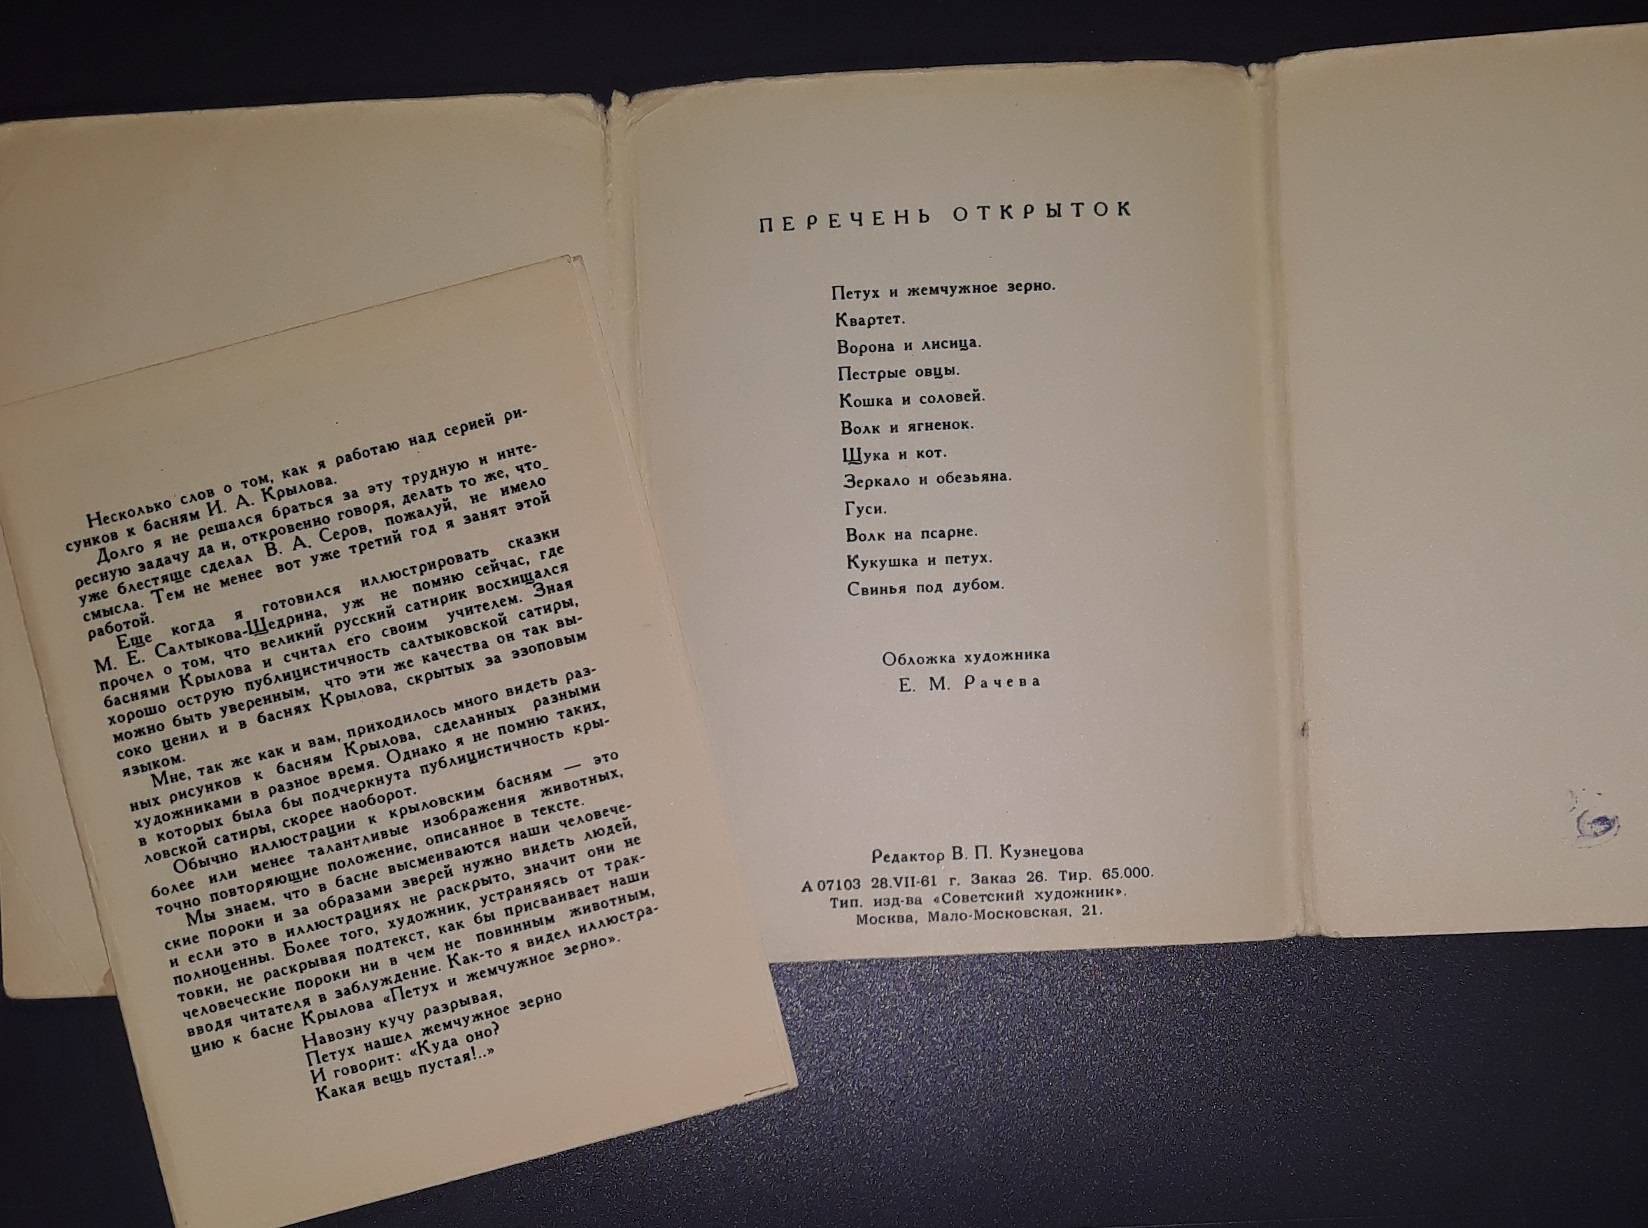 Несколько слов о том, как я работаю над серией ри-
сунков к басням И. А. Крылова.
Долго я не решался браться за эту трудную и инте-
ресную задачу да и, откровенно говоря, делать то же, что
уже блестяще сделал В. А. Серов, пожалуй, не имело
смысла. Тем не менее вот уже третий год я занят этой
работой.
Еще когда я готовился иллюстрировать сказки
М. Е. Салтыкова-Щедрина, уж не помню сейчас, где
прочел о том, что великий русский сатирик восхищался
баснями Крылова и считал его своим учителем. Зная
хорошо острую публицистичность салтыковской сатиры,
можно быть уверенным, что эти же качества он так вы-
соко ценил и в баснях Крылова, скрытых за эзоповым
языком.
Мне, так же как и вам, приходилось много видеть раз-
ных рисунков к басням Крылова, сделанных разными
художниками в разное время. Однако я не помню таких,
в которых была бы подчеркнута публицистичность кры-
ловской сатиры, скорее наоборот.
Обычно иллюстрации к крыловским басням — это
более или менее талантливые изображения животных,
точно повторяющие положение, описанное в тексте.
Мы знаем, что в басне высмеиваются наши человече-
ские пороки и за образами зверей нужно видеть людей,
и если это в иллюстрациях не раскрыто, значит они не
полноценны. Более того, художник, устраняясь от трак-
товки, не раскрывая подтекст, как бы присваивает наши
человеческие пороки ни в чем не повинным животным,
вводя читателя в заблуждение. Как-то я видел иллюстра-
цию к басне Крылова «Петух и жемчужное зерно».
Навозну кучу разрывая,
Петух нашел жемчужное зерно
И говорит: «Куда оно?
Какая вещь пустая!..»
ПЕРЕЧЕНЬ ОТКРЫТОК
Петух и жемчужное зерно.
Квартет.
Ворона и лисица.
Пестрые овцы.
Кошка и соловей.
Волк и ягненок.
Щука и кот.
Зеркало и обезьяна.
Гуси.
Волк на псарне.
Кукушка и петух.
Свинья под дубом.
Обложка художника
Е. М. Рачева
Редактор В. П. Кузнецова
А 07103 28.VII-61 г. Заказ 26. Тир. 65.000.
Тип. изд-ва «Советский художник».
Москва, Мало-Московская, 21.